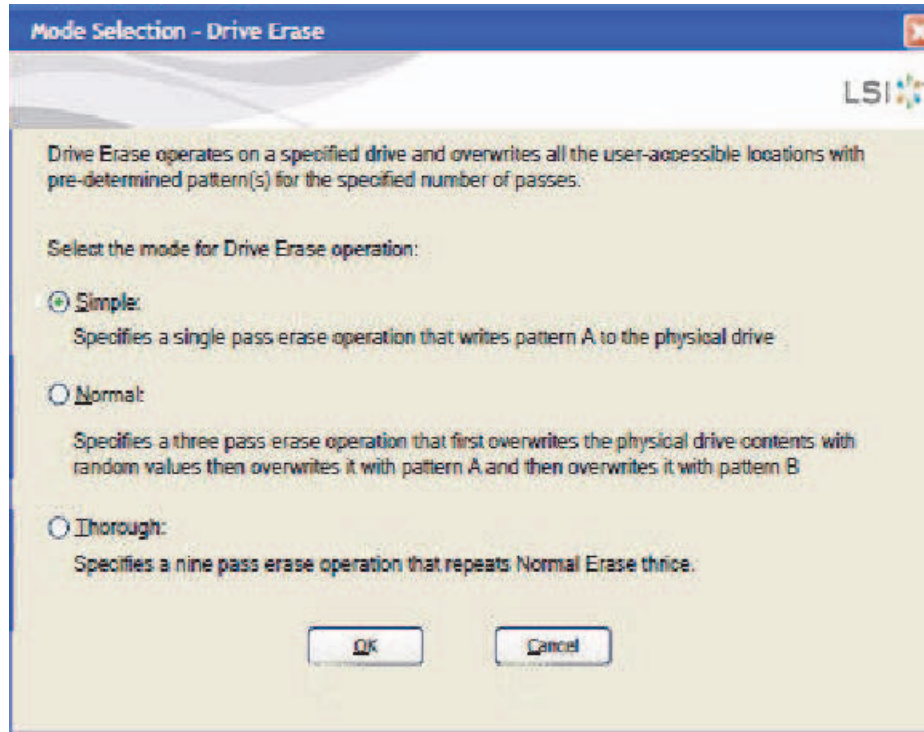 Mode Selection - Drive Erase
LSI
Drive Erase operates on a specified drive and overwrites all the user-accessible locations with
pre-determined pattern(s) for the specified number of passes.
Select the mode for Drive Erase operation:
Simple:
Specifies a single pass erase operation that writes pattern A to the physical drive
Normal:
Specifies a three pass erase operation that first overwrites the physical drive contents with
random values then overwrites it with pattern A and then overwrites it with pattern B
Thorough:
Specifies a nine pass erase operation that repeats Normal Erase thrice.
OK
Cancel